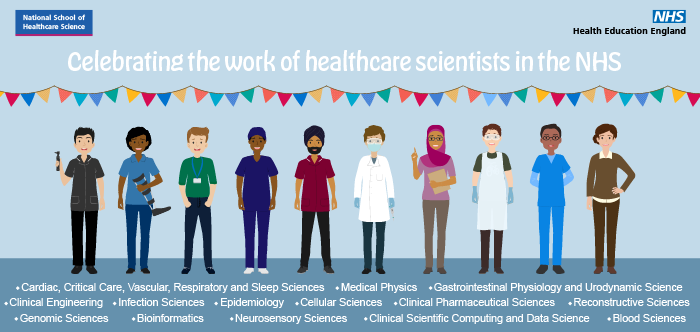 National School of
Healthcare Science
NHS
Health Education England
Celebrating the work of healthcare scientists in the NHS
Cardiac, Critical Care, Vascular, Respiratory and Sleep Sciences Medical Physics Gastrointestinal Physiology and Urodynamic Science
Clinical Engineering Infection Sciences Epidemiology Cellular Sciences Clinical Pharmaceutical Sciences Reconstructive Sciences
Genomic Sciences Bioinformatics Neurosensory Sciences Clinical Scientific Computing and Data Science Blood Sciences